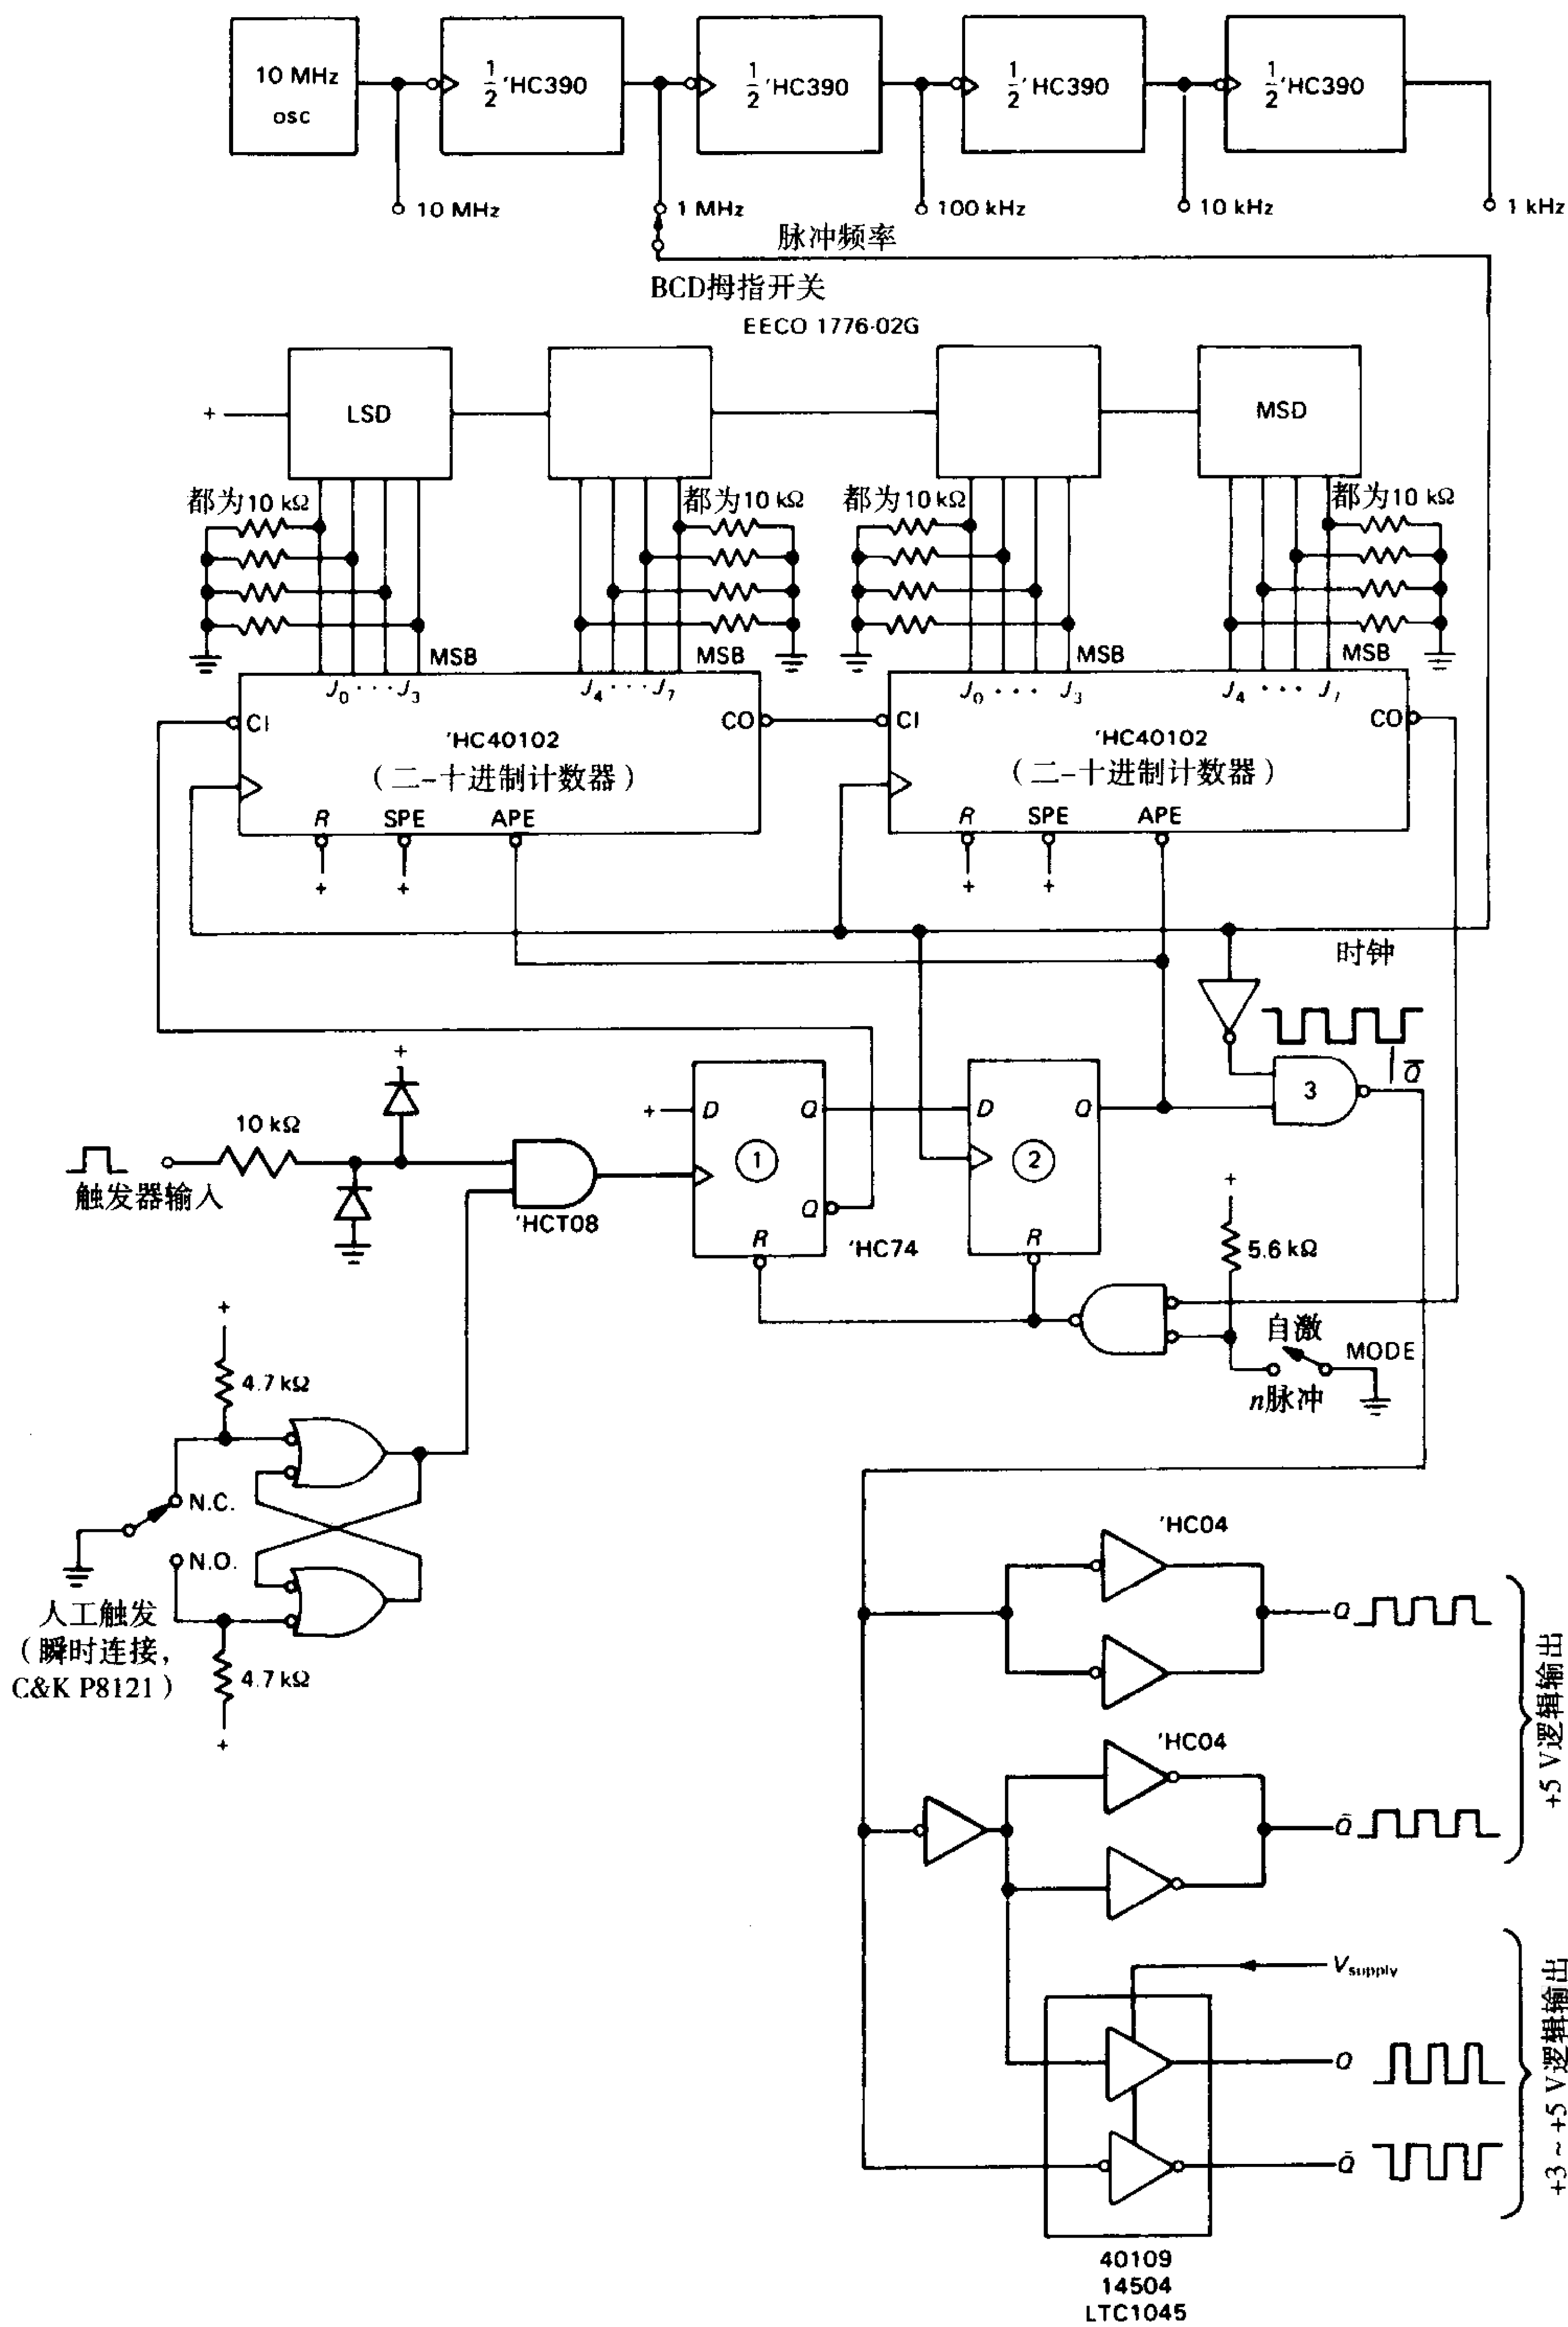 10 MHz
osc
1/2 'HC390
1/2 'HC390
1/2 'HC390
1/2 'HC390
10 MHz
1 MHz
100 kHz
10 kHz
1 kHz
脉冲频率
BCD拇指开关
EECO 1776-02G
+
LSD
MSD
都为10 kΩ
都为10 kΩ
都为10 kΩ
都为10 kΩ
MSB
MSB
MSB
MSB
J0 ··· J3
J4 ··· J7
J0 ··· J3
J4 ···· J7
CI
CO
CI
CO
'HC40102
(二-十进制计数器)
'HC40102
(二-十进制计数器)
R
SPE
APE
R
SPE
APE
+
+
+
+
时钟
+
10 kΩ
触发器输入
'HCT08
+
D
Q
1
Q
R
'HC74
D
Q
2
R
3
Q̄
+
5.6 kΩ
自激
MODE
n脉冲
+
4.7 kΩ
N.C.
N.O.
人工触发
(瞬时连接,
C&K P8121)
4.7 kΩ
+
'HC04
Q
'HC04
Q̄
+5 V逻辑输出
Vsupply
Q
Q̄
+3 ~ +5 V逻辑输出
40109
14504
LTC1045